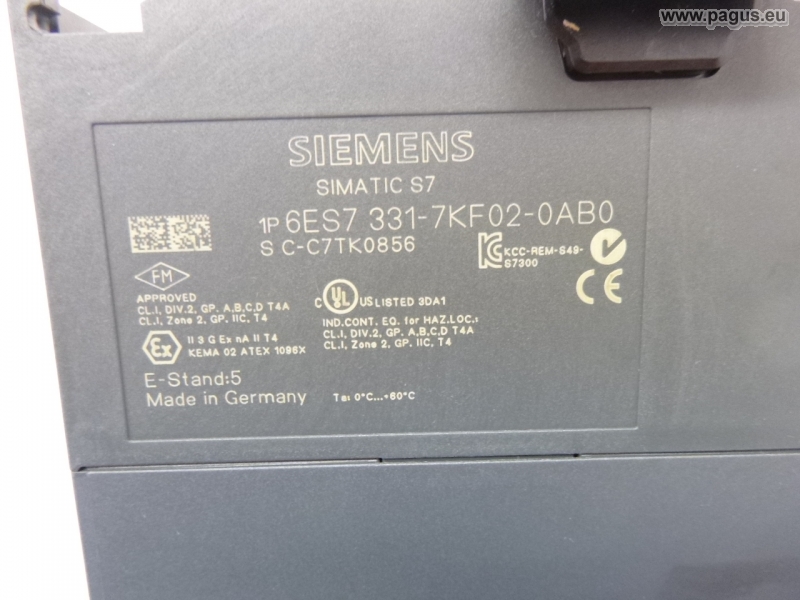 www.pagus.eu
SIEMENS
SIMATIC S7
1P 6ES7 331-7KF02-0AB0
S C-C7TK0856
KCC-REM-S49-
S7300
FM
APPROVED
CL.I, DIV.2, GP. A,B,C,D T4A
CL.I, Zone 2, GP. IIC, T4
C UL US LISTED 3DA1
IND.CONT. EQ. for HAZ.LOC.:
CL.I, DIV.2, GP. A,B,C,D T4A
CL.I, Zone 2, GP. IIC, T4
CE
Ex II 3 G Ex nA II T4
KEMA 02 ATEX 1096X
E-Stand:5
Made in Germany
Ta: 0°C...+60°C